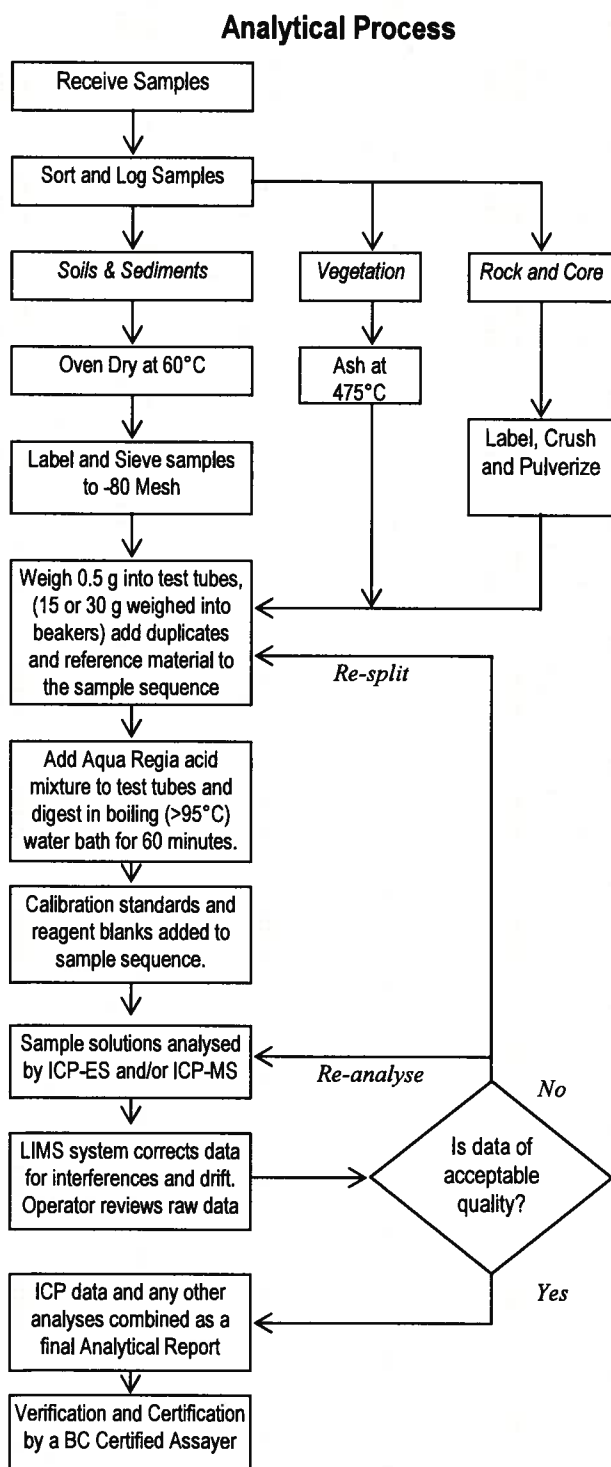 Analytical Process
Receive Samples
Sort and Log Samples
Soils & Sediments
Vegetation
Rock and Core
Oven Dry at 60°C
Ash at
475°C
Label, Crush
and Pulverize
Label and Sieve samples
to -80 Mesh
Weigh 0.5 g into test tubes,
(15 or 30 g weighed into
beakers) add duplicates
and reference material to
the sample sequence
Re-split
Add Aqua Regia acid
mixture to test tubes and
digest in boiling (>95°C)
water bath for 60 minutes.
Calibration standards and
reagent blanks added to
sample sequence.
Sample solutions analysed
by ICP-ES and/or ICP-MS
Re-analyse
No
LIMS system corrects data
for interferences and drift.
Operator reviews raw data
Is data of
acceptable
quality?
Yes
ICP data and any other
analyses combined as a
final Analytical Report
Verification and Certification
by a BC Certified Assayer